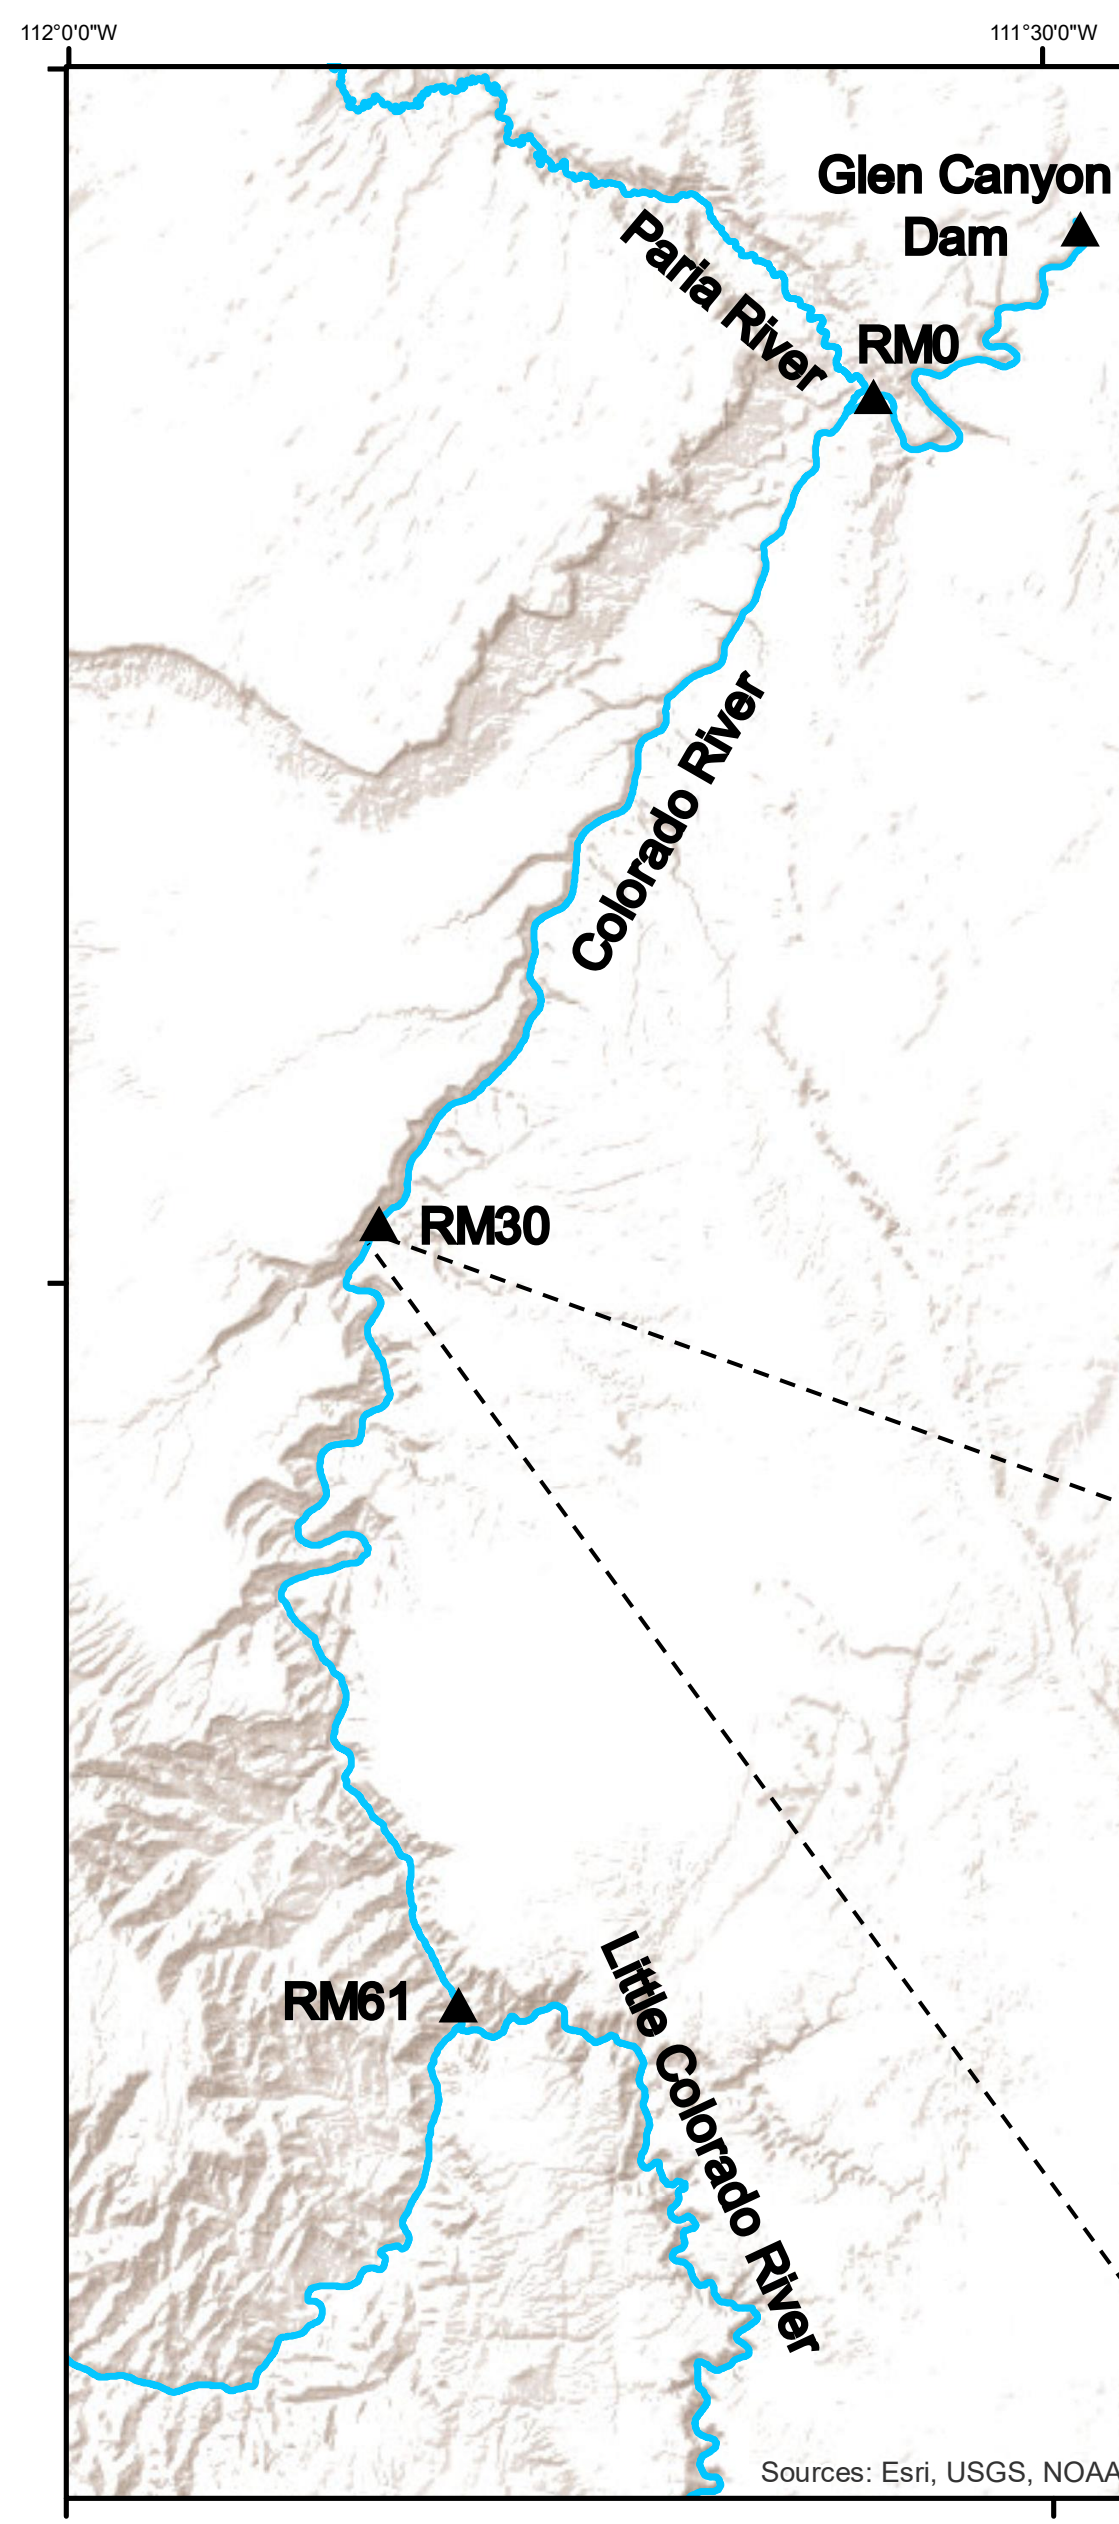 112°0'0"W
111°30'0"W
Glen Canyon
Dam
Paria River
RM0
Colorado River
RM30
RM61
Little Colorado River
Sources: Esri, USGS, NOAA